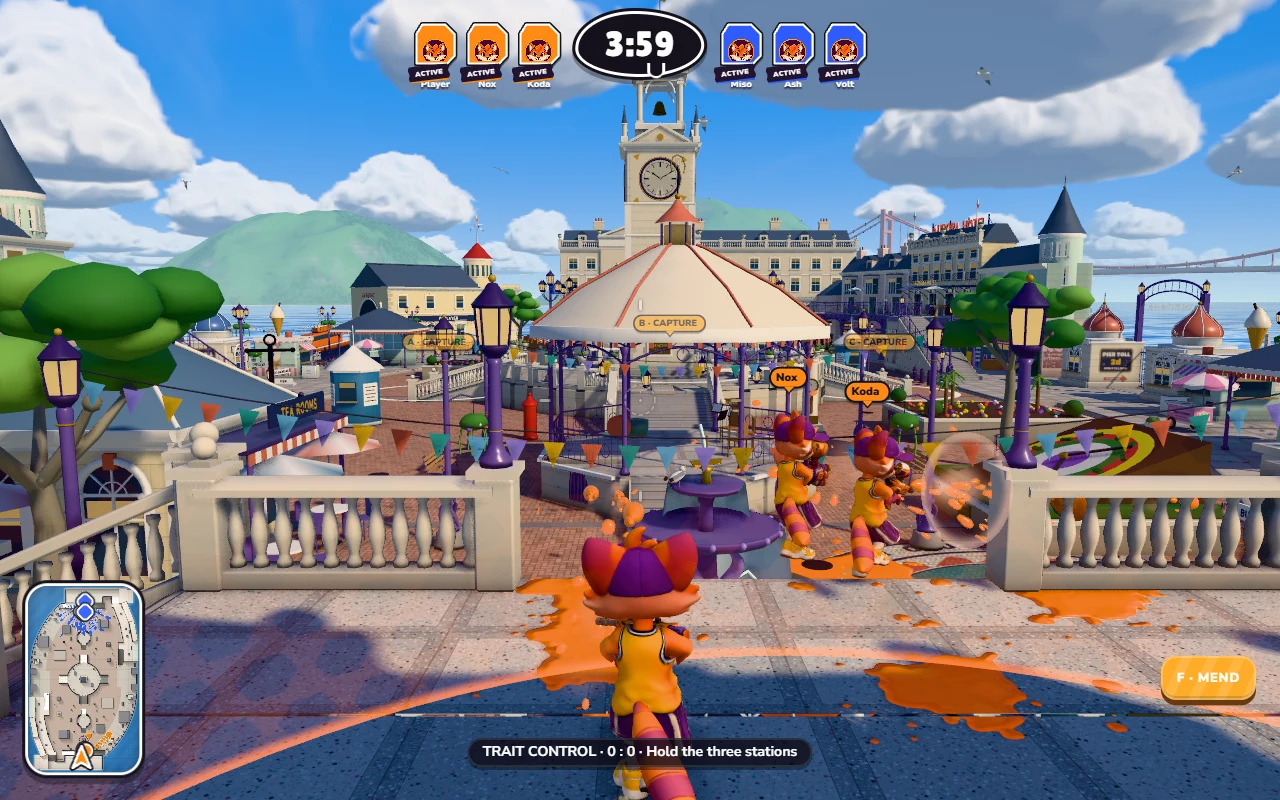 3:59
ACTIVE
ACTIVE
ACTIVE
ACTIVE
ACTIVE
ACTIVE
Player
Nox
Koda
Miso
Ash
Volt
B - CAPTURE
A - CAPTURE
C - CAPTURE
Nox
Koda
PIER TOLL
2d
TEA ROOMS
F - MEND
TRAIT CONTROL · 0 : 0 · Hold the three stations